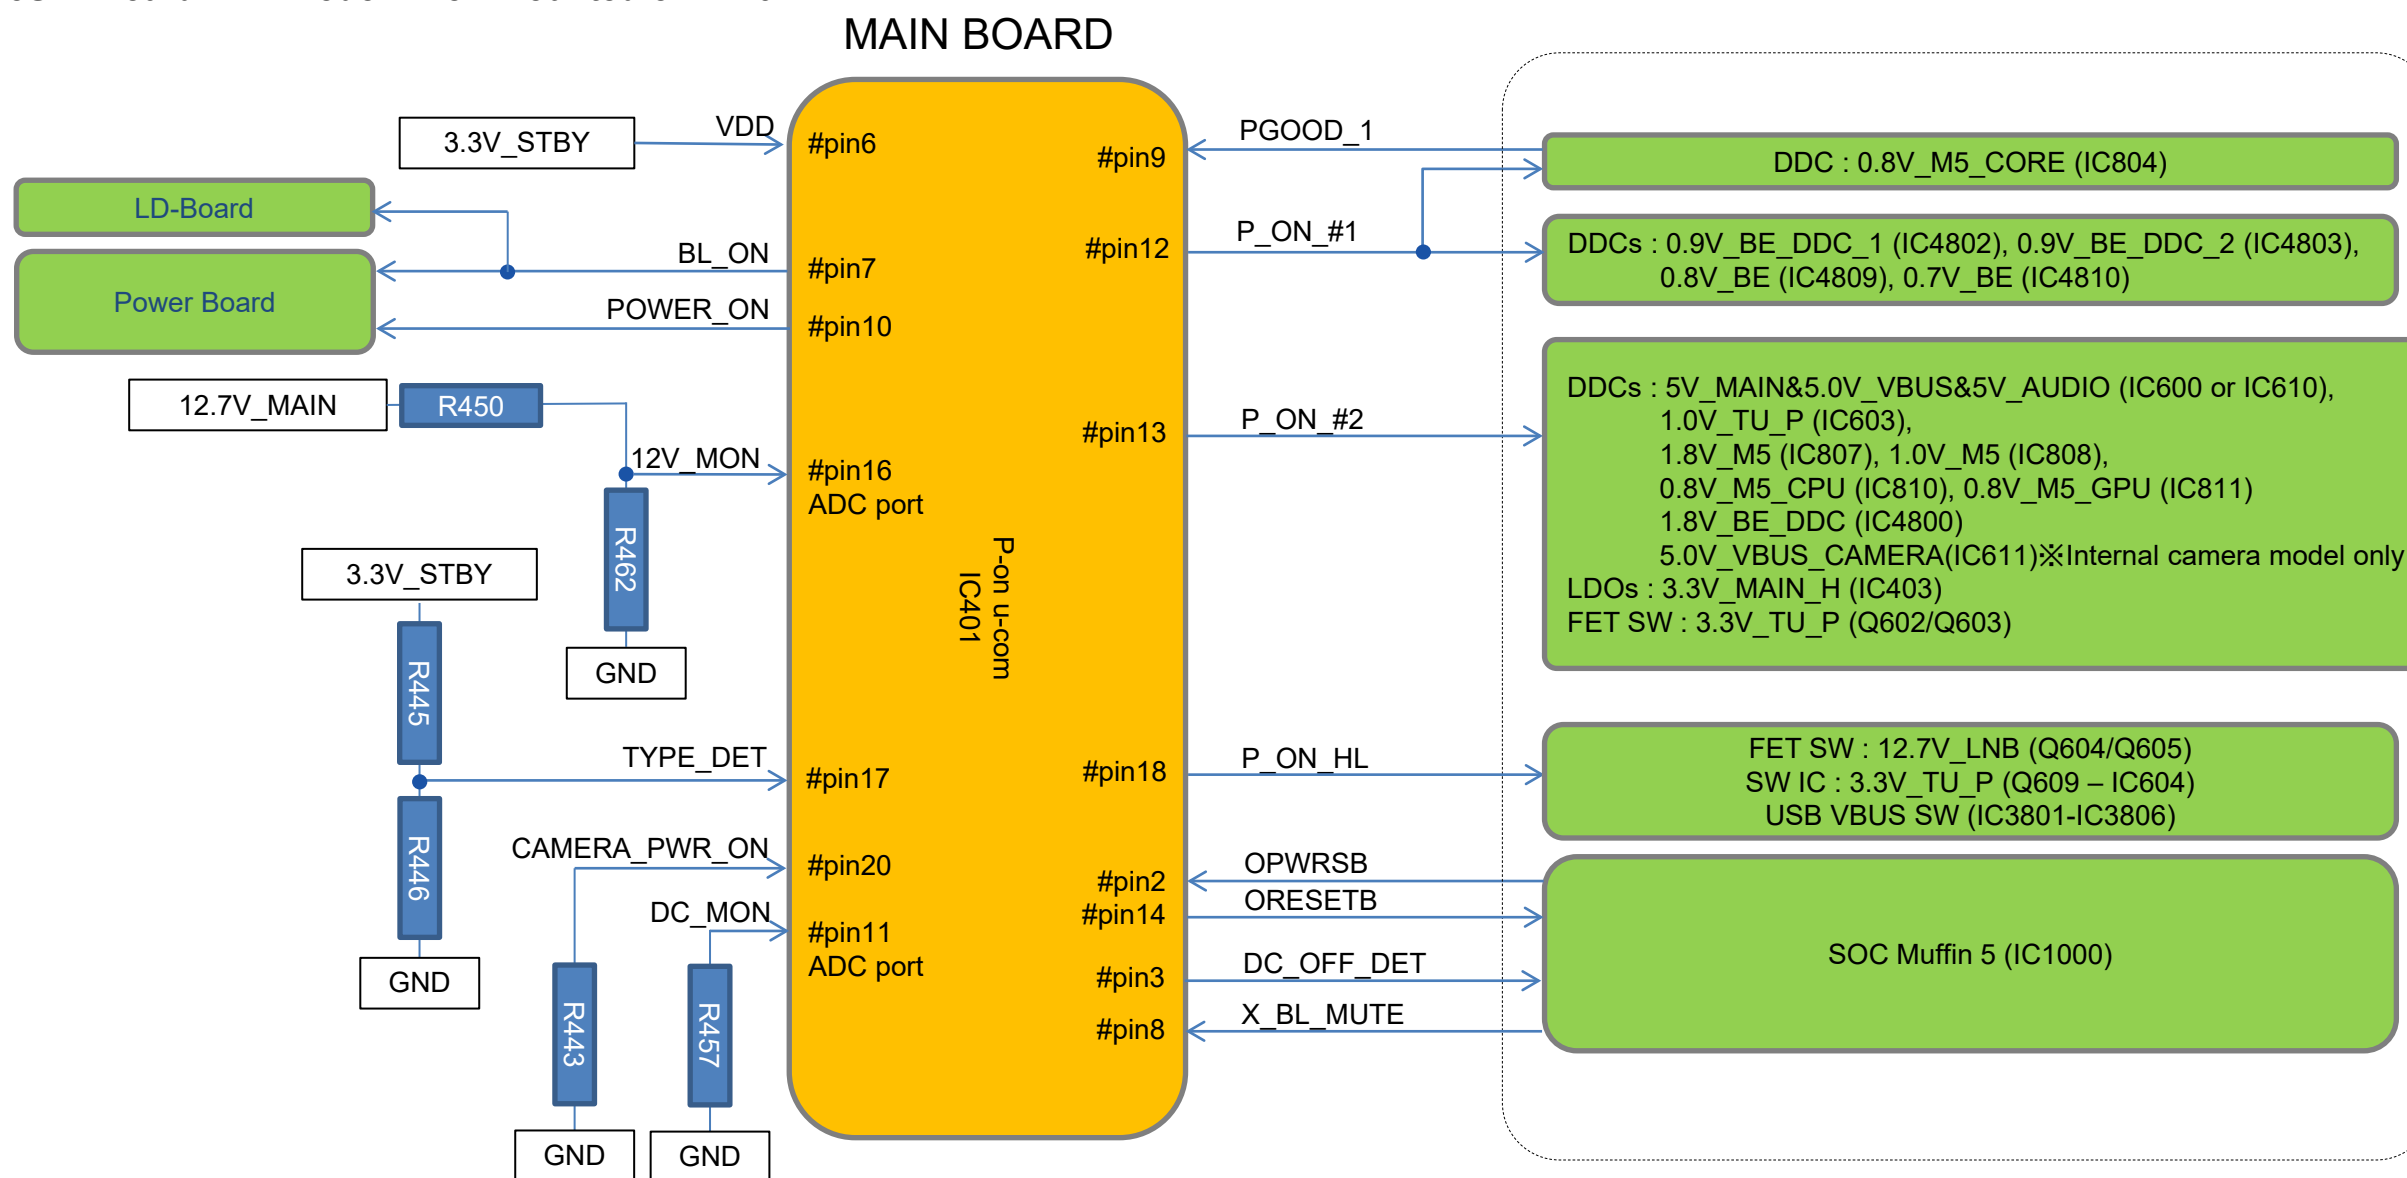 MAIN BOARD
3.3V_STBY
VDD
#pin6
LD-Board
Power Board
BL_ON
#pin7
POWER_ON
#pin10
12.7V_MAIN
R450
12V_MON
#pin16
ADC port
R462
GND
3.3V_STBY
R445
TYPE_DET
#pin17
R446
GND
CAMERA_PWR_ON
#pin20
R443
GND
DC_MON
#pin11
ADC port
R457
GND
P-on u-com
IC401
#pin9
PGOOD_1
DDC : 0.8V_M5_CORE (IC804)
#pin12
P_ON_#1
DDCs : 0.9V_BE_DDC_1 (IC4802), 0.9V_BE_DDC_2 (IC4803),
0.8V_BE (IC4809), 0.7V_BE (IC4810)
#pin13
P_ON_#2
DDCs : 5V_MAIN&5.0V_VBUS&5V_AUDIO (IC600 or IC610),
1.0V_TU_P (IC603),
1.8V_M5 (IC807), 1.0V_M5 (IC808),
0.8V_M5_CPU (IC810), 0.8V_M5_GPU (IC811)
1.8V_BE_DDC (IC4800)
5.0V_VBUS_CAMERA(IC611)※Internal camera model only
LDOs : 3.3V_MAIN_H (IC403)
FET SW : 3.3V_TU_P (Q602/Q603)
#pin18
P_ON_HL
FET SW : 12.7V_LNB (Q604/Q605)
SW IC : 3.3V_TU_P (Q609 – IC604)
USB VBUS SW (IC3801-IC3806)
#pin2
OPWRSB
#pin14
ORESETB
#pin3
DC_OFF_DET
#pin8
X_BL_MUTE
SOC Muffin 5 (IC1000)